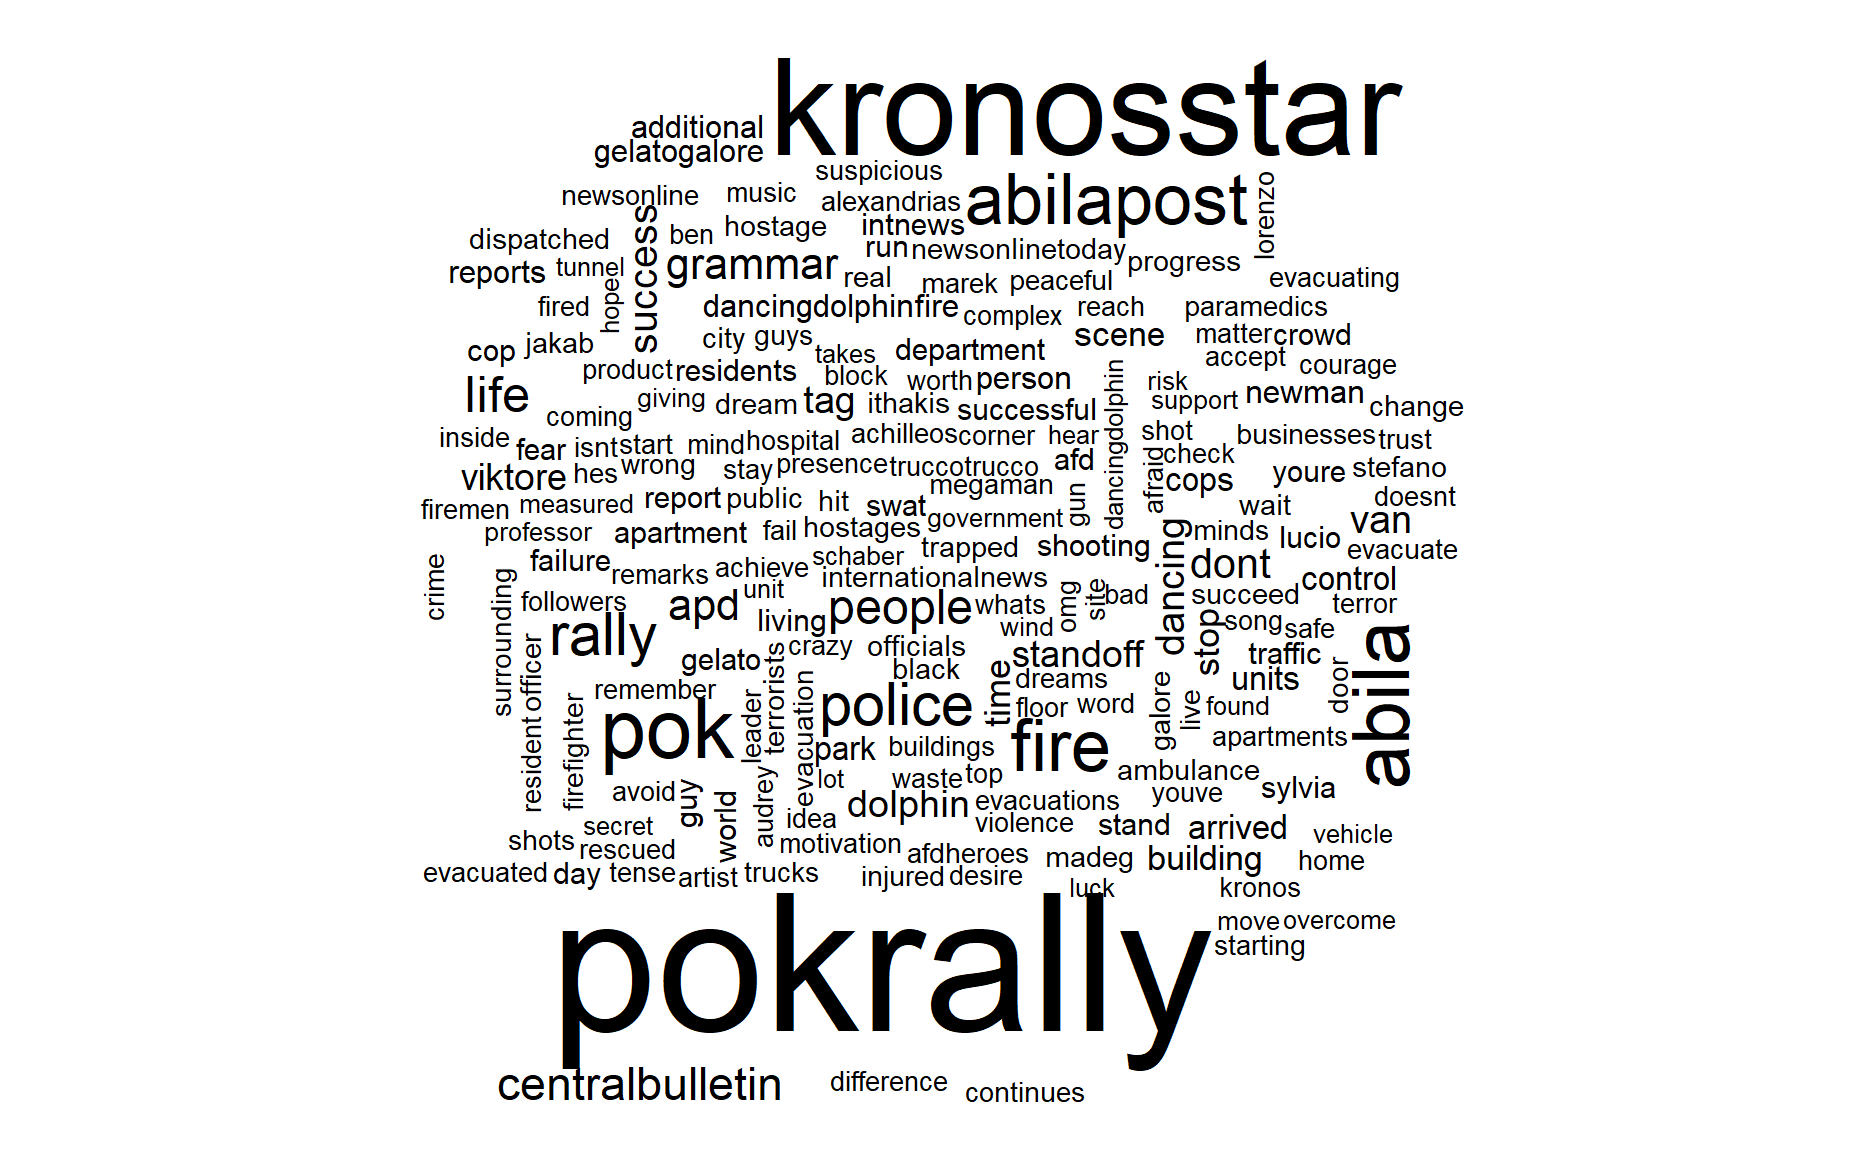 kronosstar
additional
gelatogalore
suspicious
newsonline music alexandrias abilapost lorenzo
dispatched success ben hostage intnews
reports tunnel grammar run newsonlinetoday progress
hope real marek peaceful evacuating
fired dancingdolphinfire complex reach paramedics
cop jakab city guys takes department scene matter crowd
product residents block worth person dancingdolphin accept courage
life coming giving dream tag ithakis successful risk support newman change
inside fear isnt start mind hospital achilleos corner hear shot businesses trust
viktore hes wrong stay presence truccotrucco afd afraid check youre stefano
firemen measured report public hit swat megaman gun cops wait doesnt
professor apartment fail hostages government dancing minds lucio van
failure remarks achieve schaber trapped shooting dont evacuate
crime surrounding unit internationalnews omg site bad control
followers apd living people whats succeed terror
rally crazy officials wind stop song safe abila
officer gelato terrorists black standoff traffic
remember evacuation time dreams galore units door
resident firefighter pok leader police floor word live found
park buildings fire apartments
avoid guy world audrey lot waste top ambulance
idea dolphin evacuations youve sylvia
shots secret motivation violence stand arrived vehicle
rescued afdheroes madeg building home
evacuated day tense artist trucks injured desire luck kronos
pokrally move overcome
starting
centralbulletin difference continues